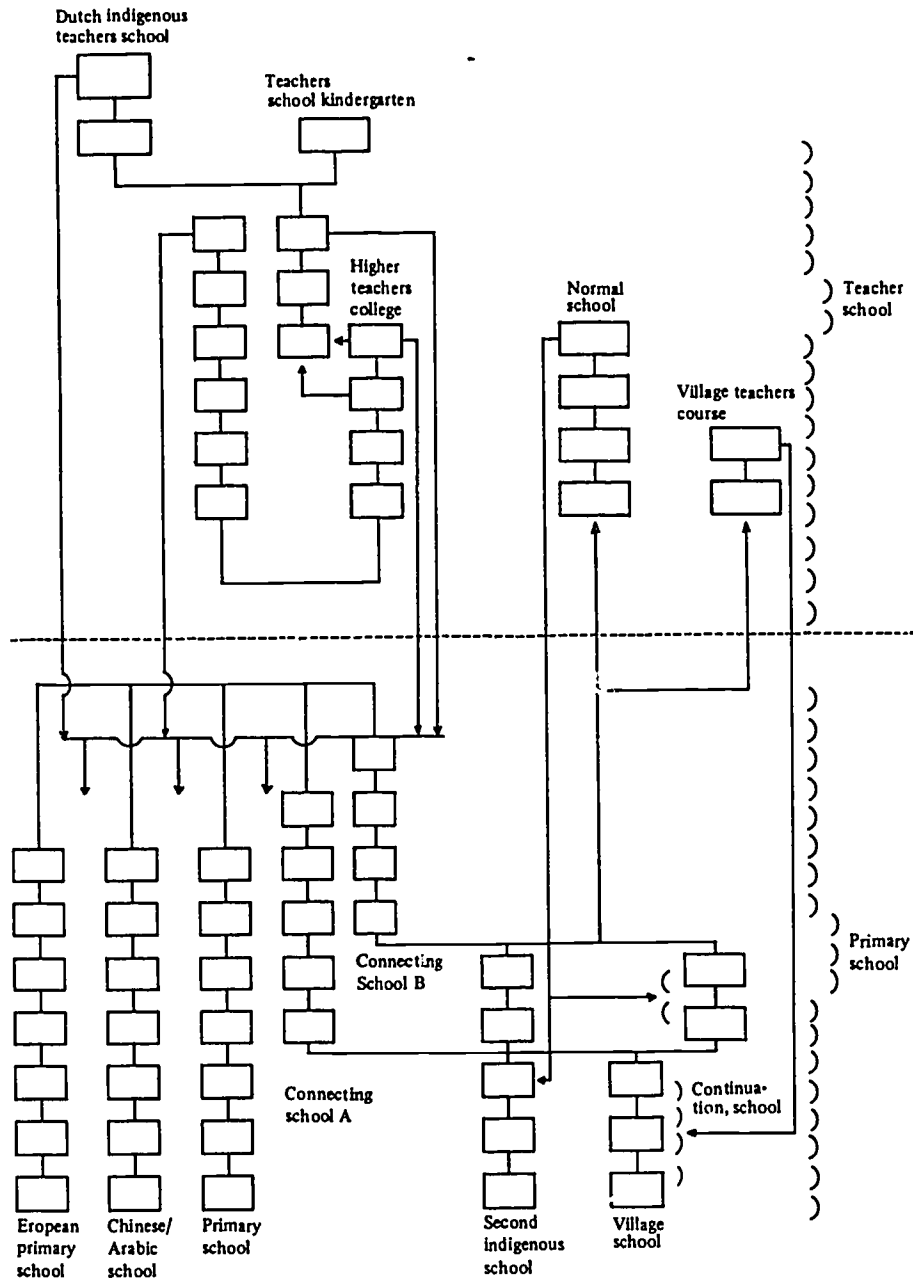 Dutch indigenous
teachers school
Teachers
school kindergarten
Higher
teachers
college
Normal
school
Teacher
school
Village teachers
course
Connecting
School B
Primary
school
Connecting
school A
Continua-
tion, school
Eropean
primary
school
Chinese/
Arabic
school
Primary
school
Second
indigenous
school
Village
school